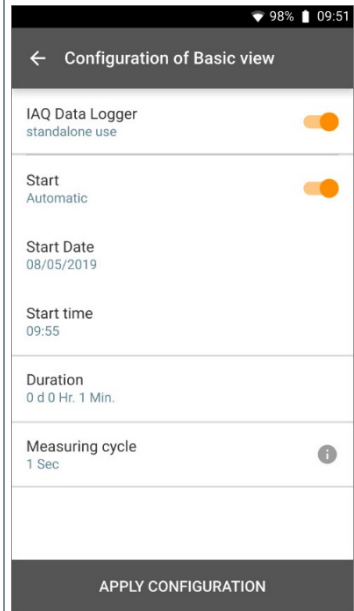 98% 09:51
Configuration of Basic view
IAQ Data Logger
standalone use
Start
Automatic
Start Date
08/05/2019
Start time
09:55
Duration
0 d 0 Hr. 1 Min.
Measuring cycle
1 Sec
APPLY CONFIGURATION